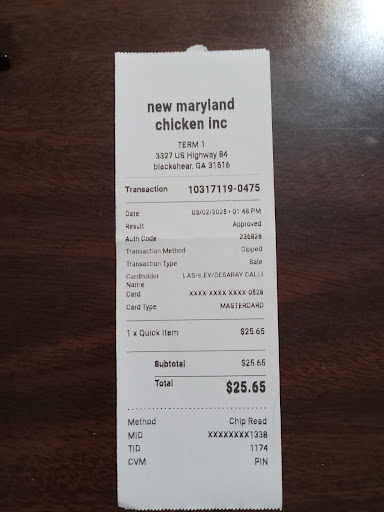 new maryland
chicken inc
TERM 1
3327 US Highway 84
blackshear, GA 31516
Transaction 10317119-0475
Date 03/02/2025 • 01:48 PM
Result Approved
Auth Code 236828
Transaction Method Dipped
Transaction Type Sale
Cardholder LASHLEY/DESARAY CALLI
Name
Card XXXX-XXXX-XXXX-0528
Card Type MASTERCARD
1 x Quick Item $25.65
Subtotal $25.65
Total $25.65
Method Chip Read
MID XXXXXXXX1338
TID 1174
CVM PIN